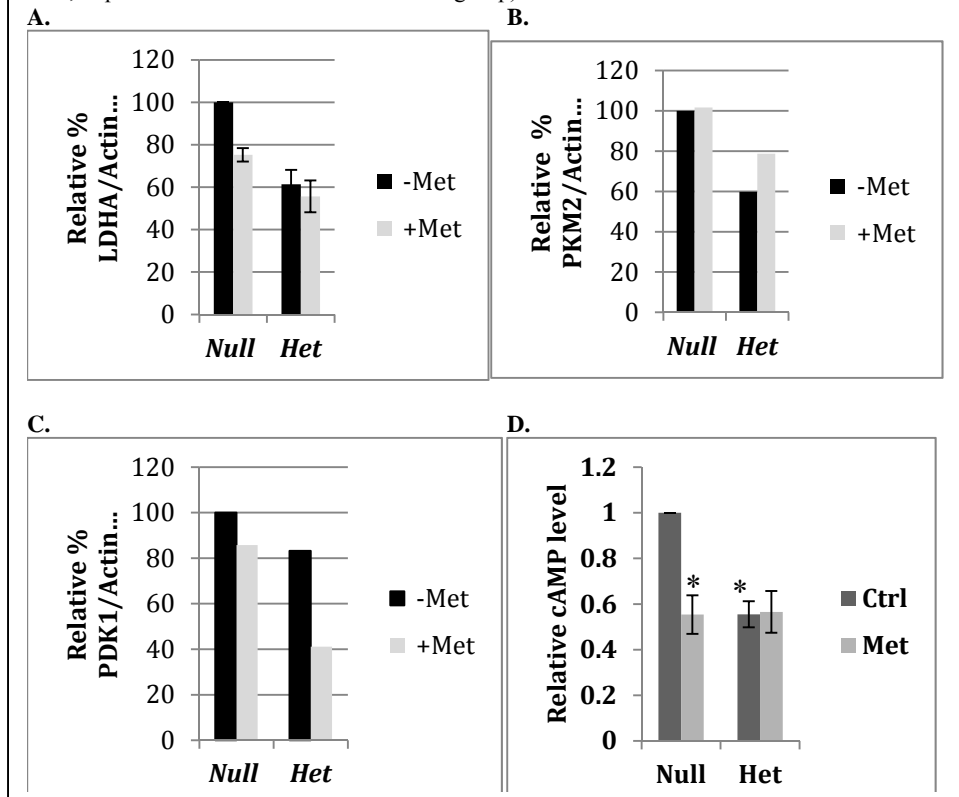 A.
120
100
80
60
40
20
0
Relative %
LDHA/Actin...
Null Het
-Met
+Met
B.
120
100
80
60
40
20
0
Relative %
PKM2/Actin...
Null Het
-Met
+Met
C.
120
100
80
60
40
20
0
Relative %
PDK1/Actin...
Null Het
-Met
+Met
D.
1.2
1
0.8
0.6
0.4
0.2
0
Relative cAMP level
* *
Null Het
Ctrl
Met